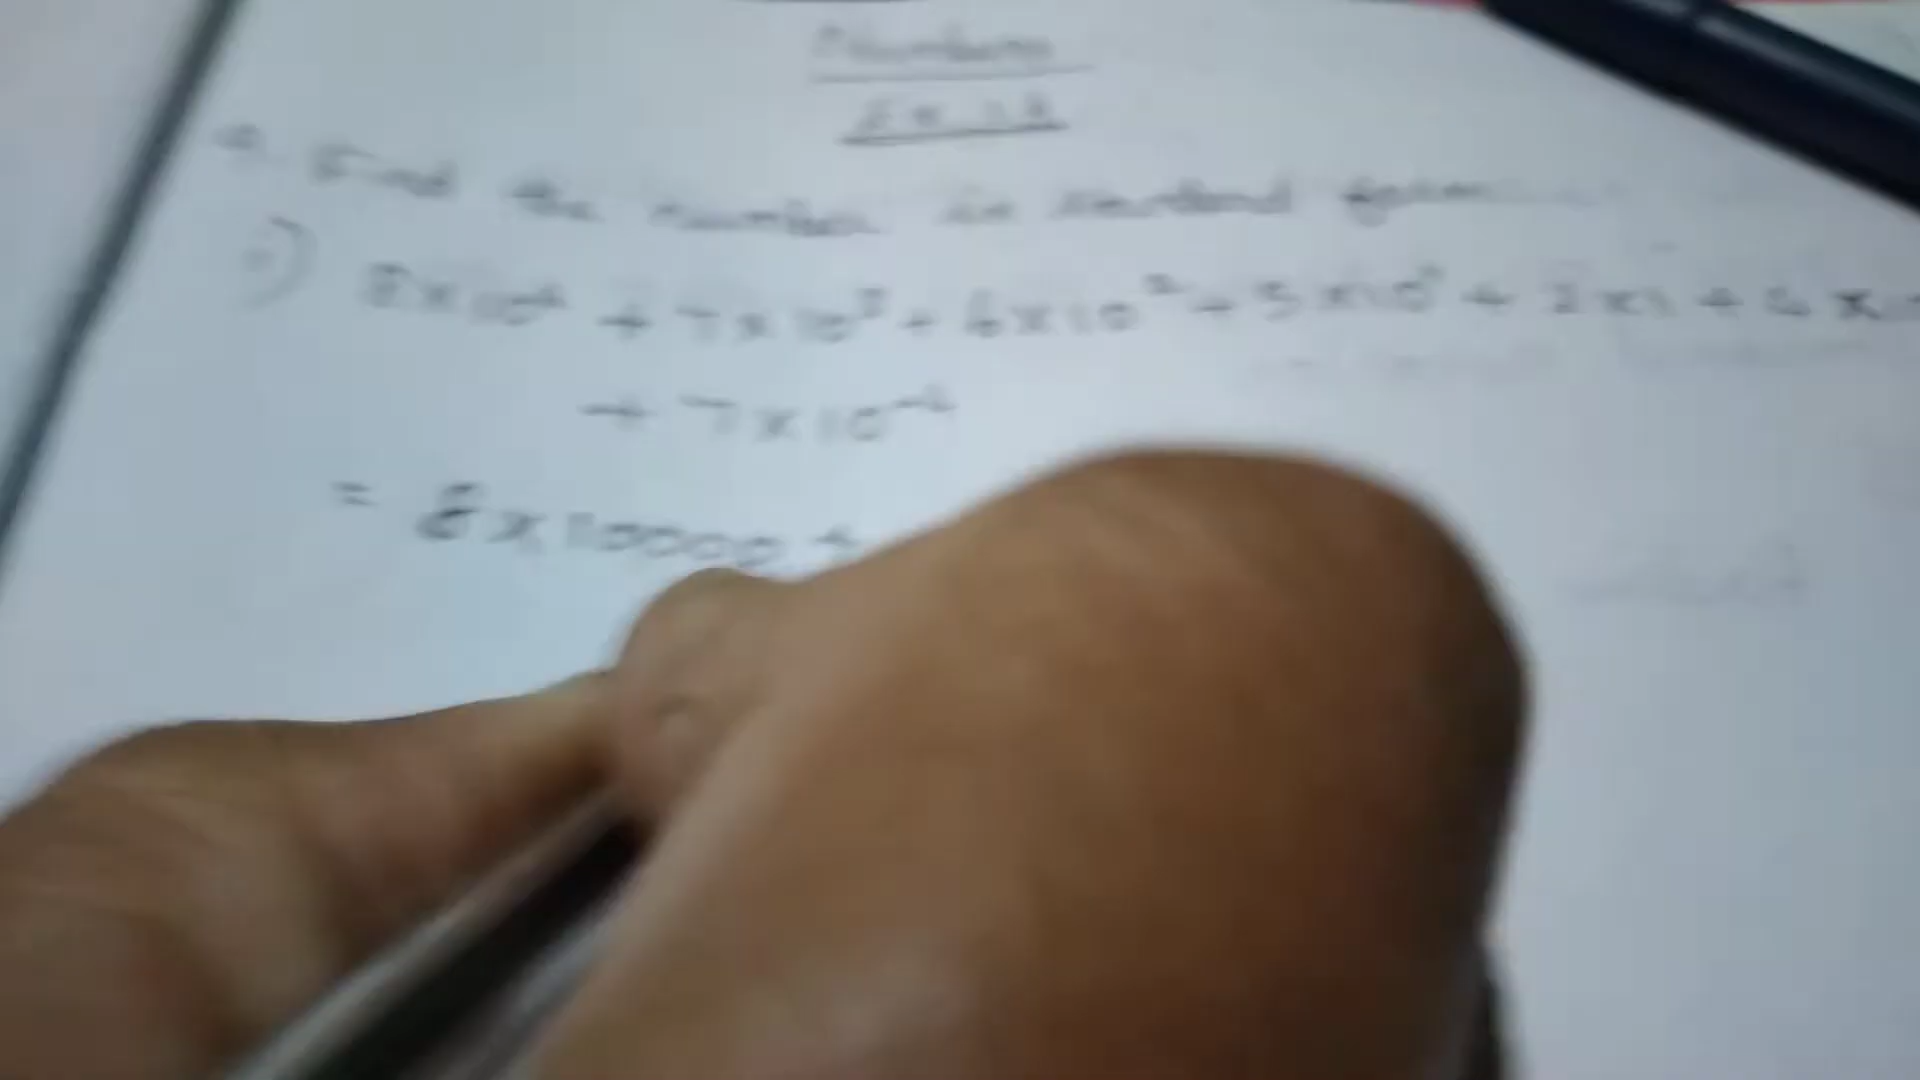 Numbers
Ex 1A
Find the number in standard form
i) 8×10⁴ + 7×10³ + 6×10² + 5×10¹ + 2×1 + 4×1
+ 7×10⁻⁴
= 8×10000 +